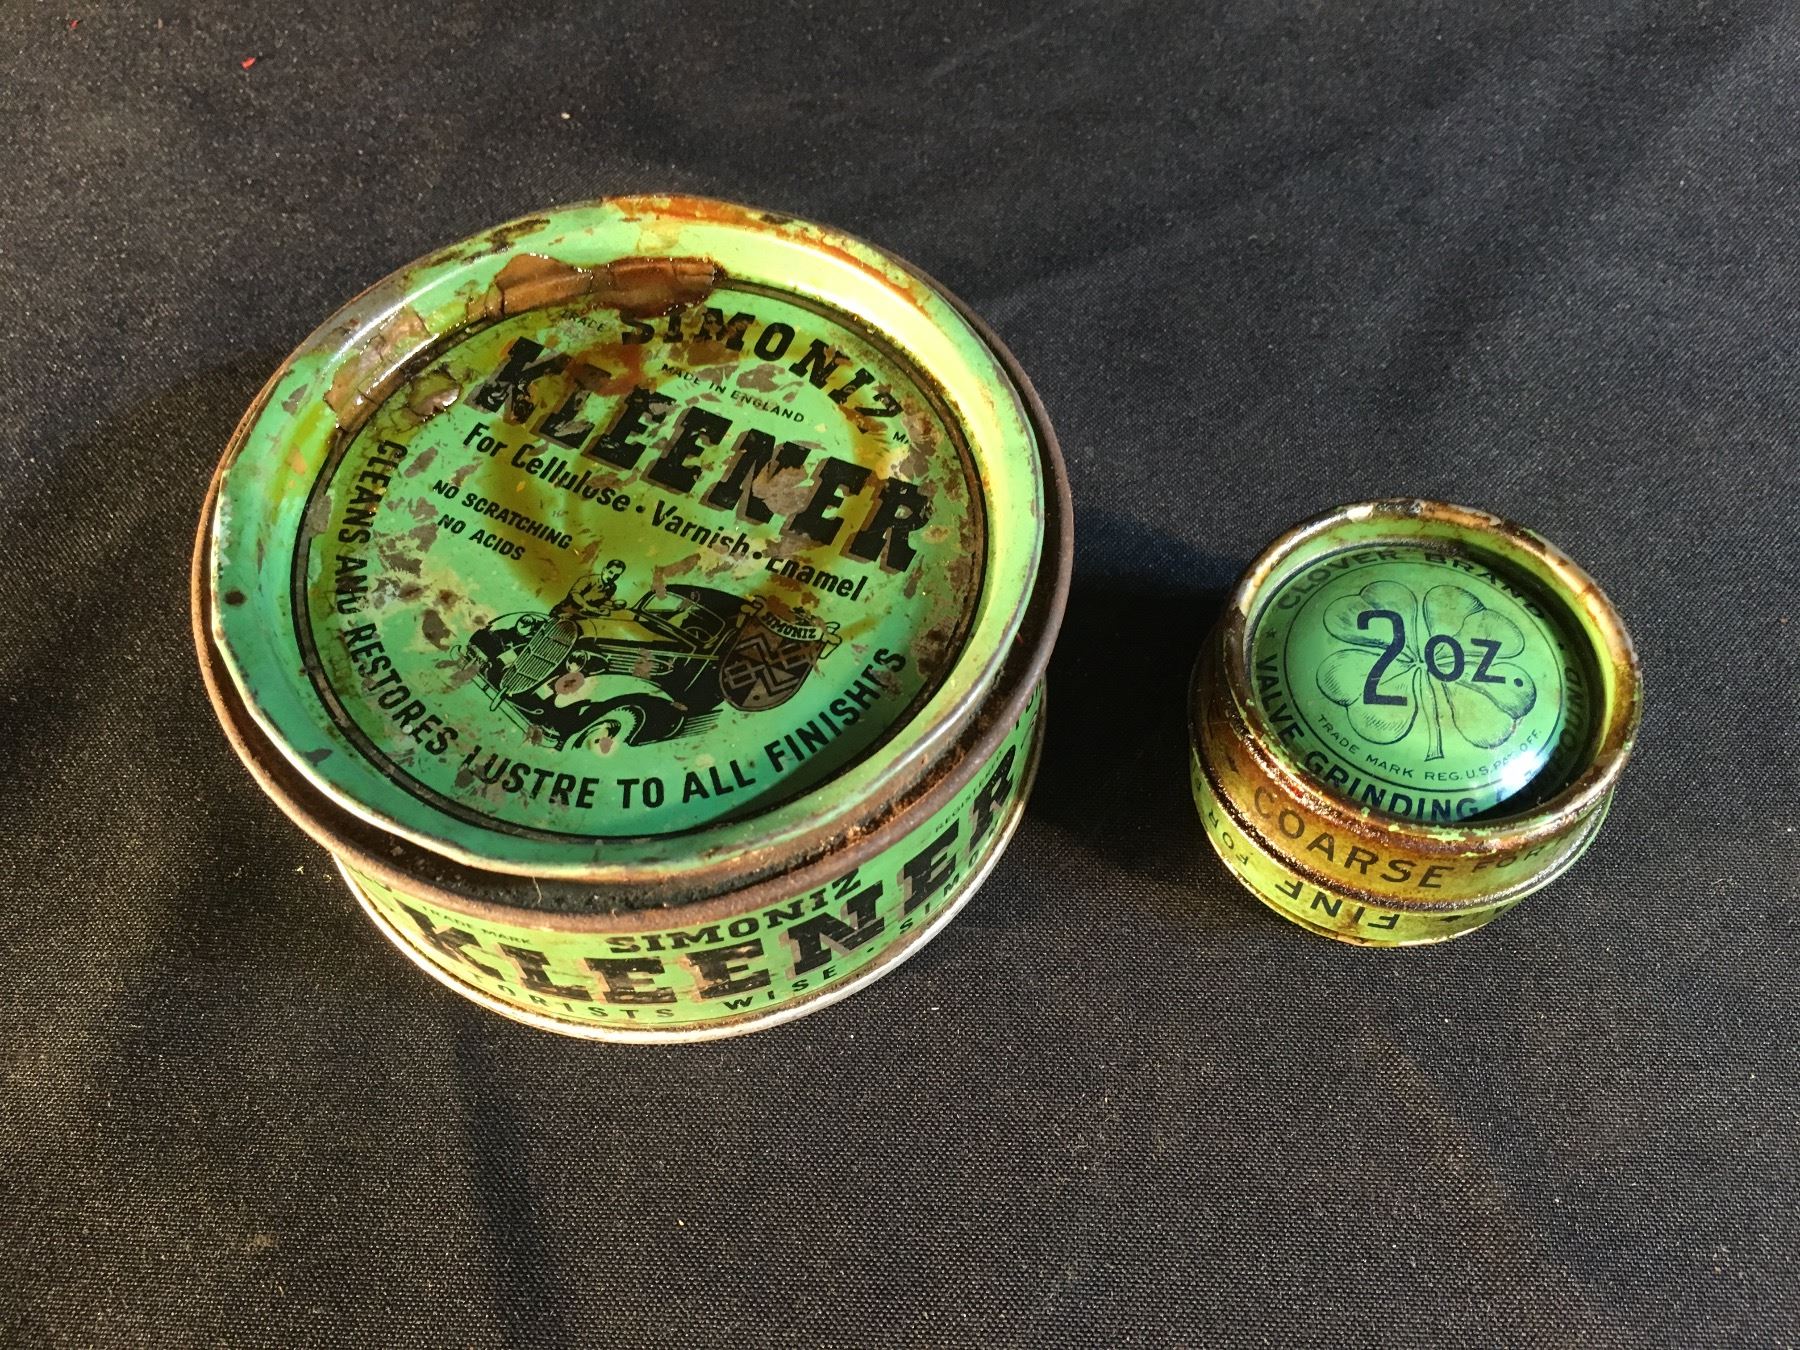 TRADE
SIMONIZ
MADE IN ENGLAND
KLEENER
For Cellulose · Varnish · Enamel
NO SCRATCHING
NO ACIDS
SIMONIZ
CLEANS AND RESTORES LUSTRE TO ALL FINISHES
TRADE MARK
SIMONIZ
REGISTERED
KLEENER
WISE
CLOVER BRAND
2 OZ.
TRADE MARK REG. U.S. PAT. OFF.
VALVE GRINDING COMPOUND
COARSE
FINE